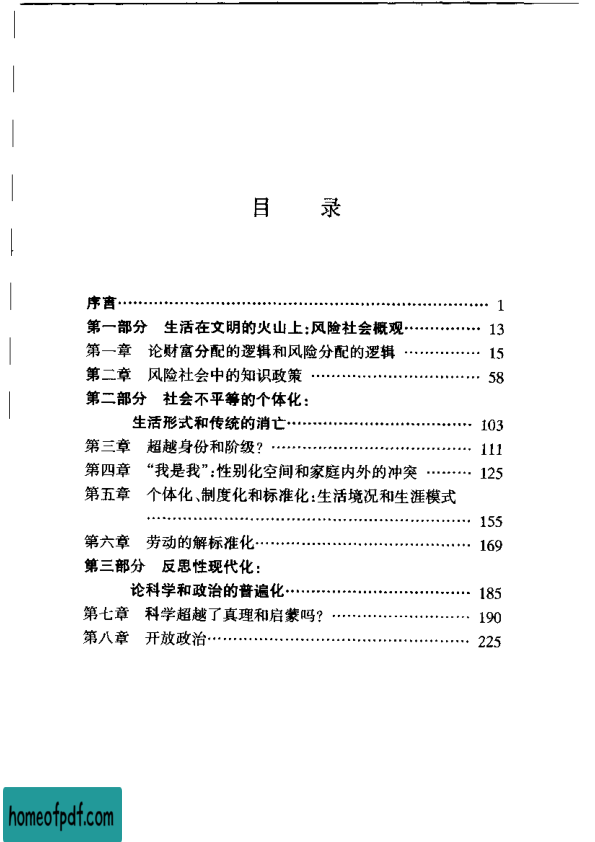 目 录
序言 1
第一部分 生活在文明的火山上:风险社会概观 13
第一章 论财富分配的逻辑和风险分配的逻辑 15
第二章 风险社会中的知识政策 58
第二部分 社会不平等的个体化:
生活形式和传统的消亡 103
第三章 超越身份和阶级? 111
第四章 “我是我”:性别化空间和家庭内外的冲突 125
第五章 个体化、制度化和标准化:生活境况和生涯模式
155
第六章 劳动的解标准化 169
第三部分 反思性现代化:
论科学和政治的普遍化 185
第七章 科学超越了真理和启蒙吗? 190
第八章 开放政治 225
homeofpdf.com